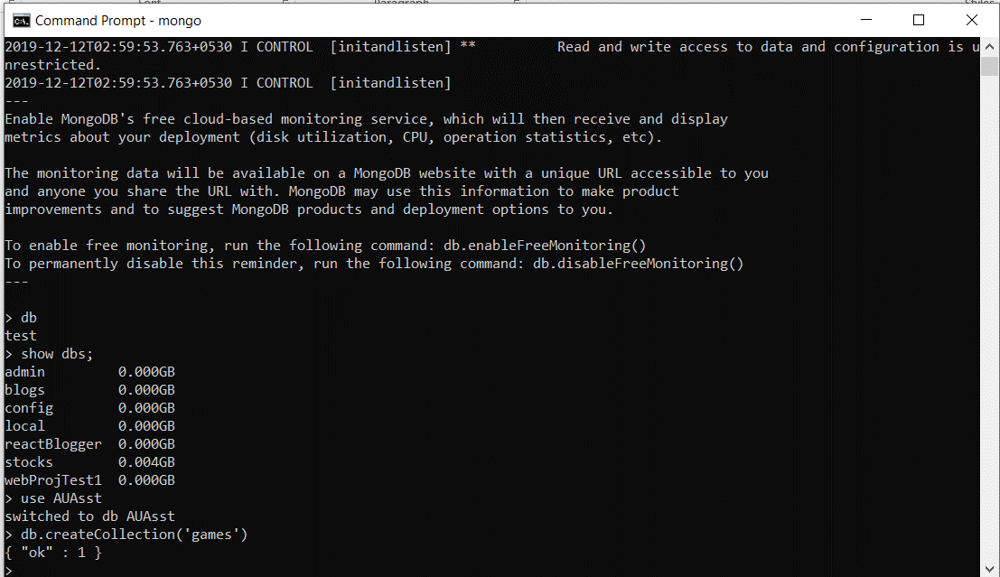 Font
Paragraph
Styles
Command Prompt - mongo
2019-12-12T02:59:53.763+0530 I CONTROL  [initandlisten] **          Read and write access to data and configuration is u
nrestricted.
2019-12-12T02:59:53.763+0530 I CONTROL  [initandlisten]
---
Enable MongoDB's free cloud-based monitoring service, which will then receive and display
metrics about your deployment (disk utilization, CPU, operation statistics, etc).
The monitoring data will be available on a MongoDB website with a unique URL accessible to you
and anyone you share the URL with. MongoDB may use this information to make product
improvements and to suggest MongoDB products and deployment options to you.
To enable free monitoring, run the following command: db.enableFreeMonitoring()
To permanently disable this reminder, run the following command: db.disableFreeMonitoring()
---
> db
test
> show dbs;
admin         0.000GB
blogs         0.000GB
config        0.000GB
local         0.000GB
reactBlogger  0.000GB
stocks        0.004GB
webProjTest1  0.000GB
> use AUAsst
switched to db AUAsst
> db.createCollection('games')
{ "ok" : 1 }
>